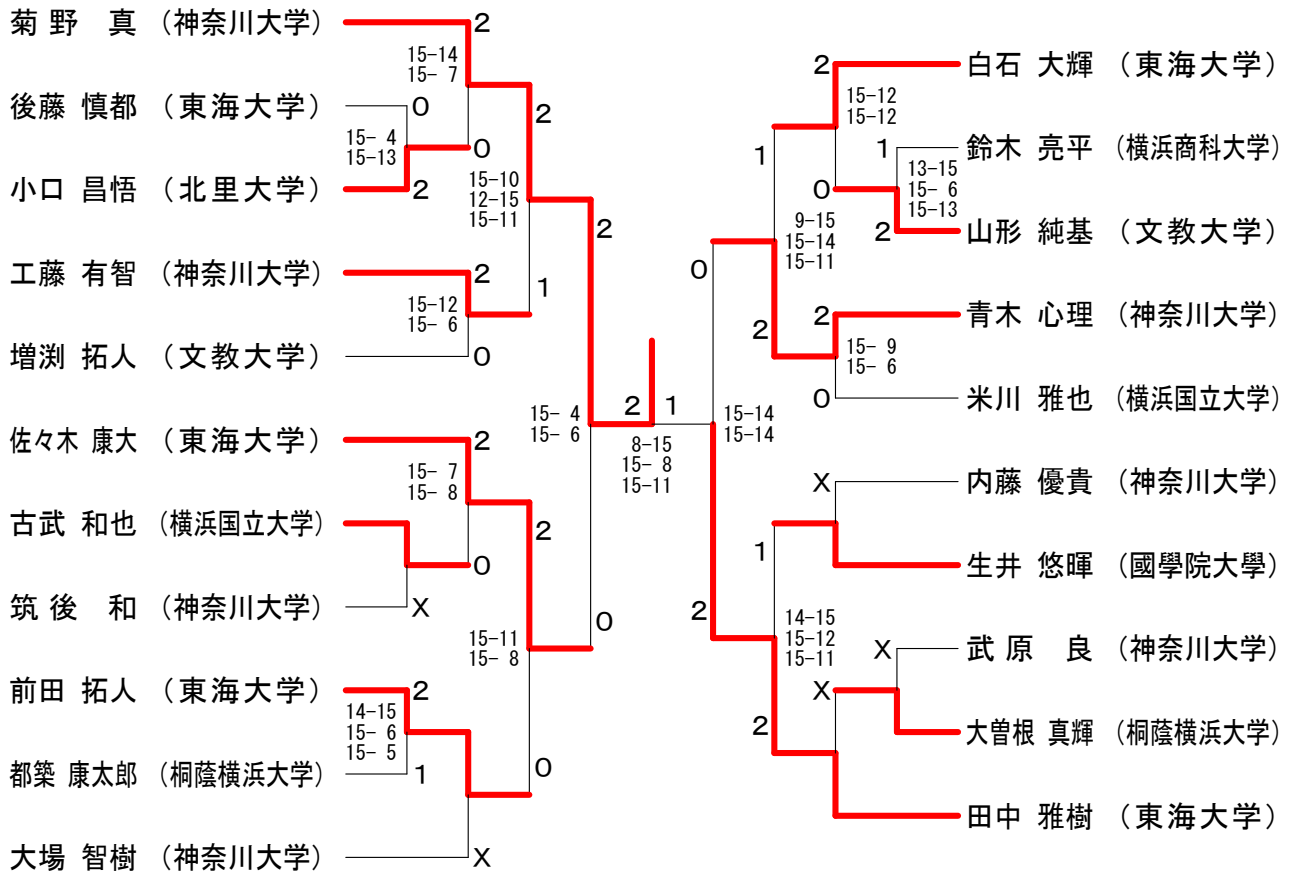 菊野 真 (神奈川大学)
2
15-14
15- 7
後藤 慎都 (東海大学)
0
2
15- 4
15-13
0
小口 昌悟 (北里大学)
2
15-10
12-15
15-11
2
工藤 有智 (神奈川大学)
2
1
15-12
15- 6
増渕 拓人 (文教大学)
0
15- 4
15- 6
佐々木 康大 (東海大学)
2
15- 7
15- 8
古武 和也 (横浜国立大学)
2
0
筑後 和 (神奈川大学)
X
0
15-11
15- 8
前田 拓人 (東海大学)
2
14-15
15- 6
15- 5
都築 康太郎 (桐蔭横浜大学)
1
0
大場 智樹 (神奈川大学)
X
2 1
8-15
15- 8
15-11
2
白石 大輝 (東海大学)
15-12
15-12
1
1
鈴木 亮平 (横浜商科大学)
13-15
15- 6
15-13
0
2
山形 純基 (文教大学)
9-15
15-14
15-11
0
2
青木 心理 (神奈川大学)
2
15- 9
15- 6
0
米川 雅也 (横浜国立大学)
15-14
15-14
X
内藤 優貴 (神奈川大学)
1
生井 悠暉 (國學院大學)
2
14-15
15-12
15-11
X
武原 良 (神奈川大学)
X
2
大曽根 真輝 (桐蔭横浜大学)
田中 雅樹 (東海大学)